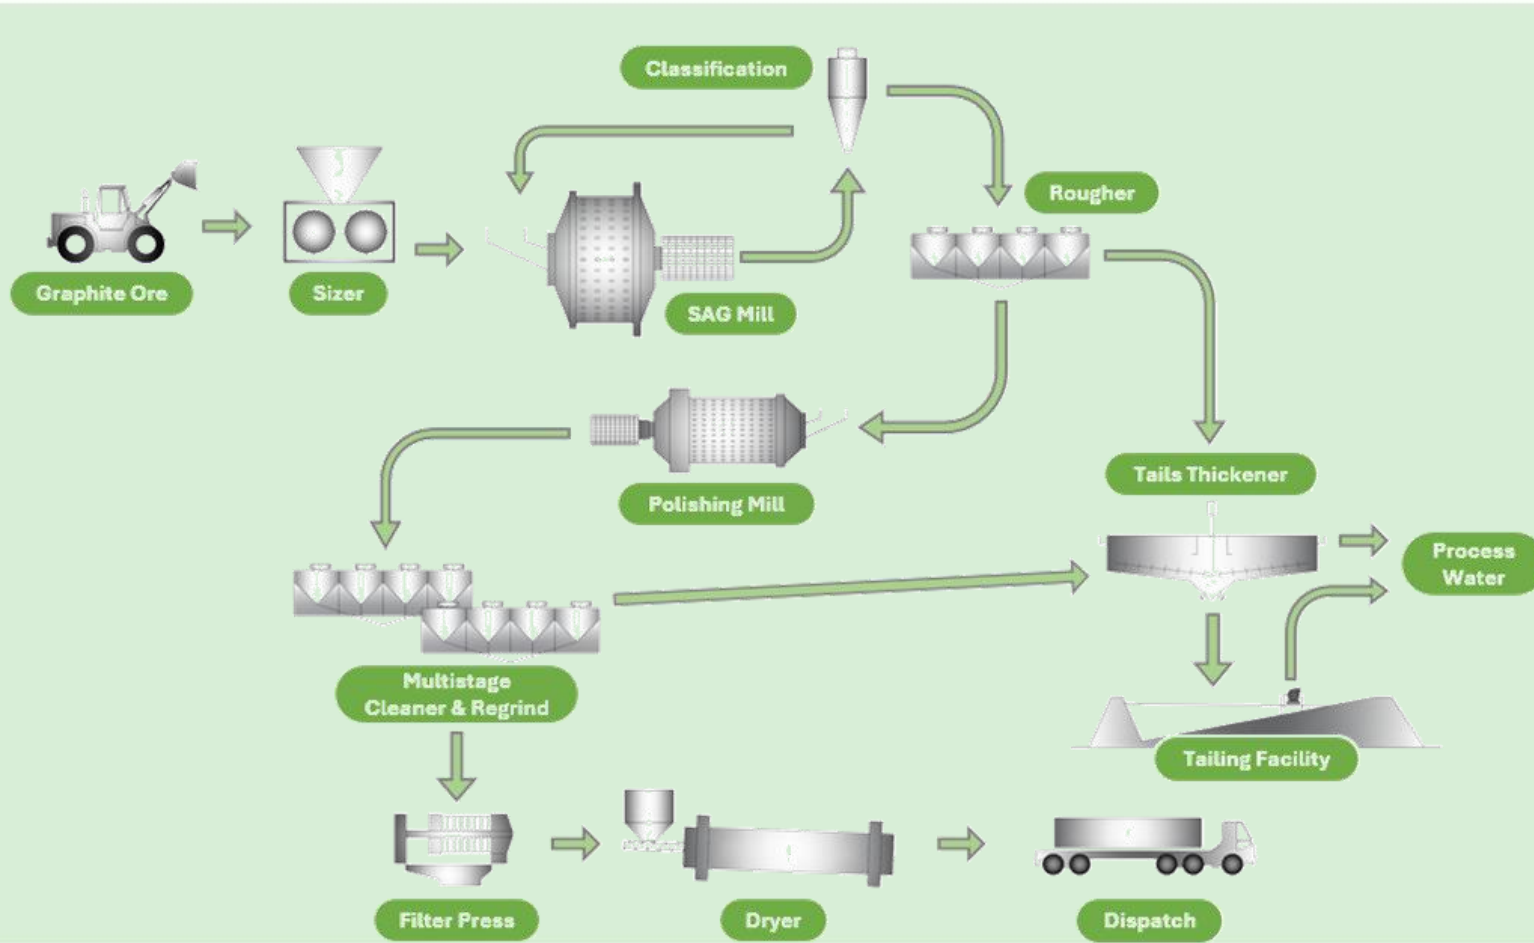 Classification
Rougher
Graphite Ore
Sizer
SAG Mill
Tails Thickener
Polishing Mill
Process
Water
Multistage
Cleaner & Regrind
Tailing Facility
Filter Press
Dryer
Dispatch